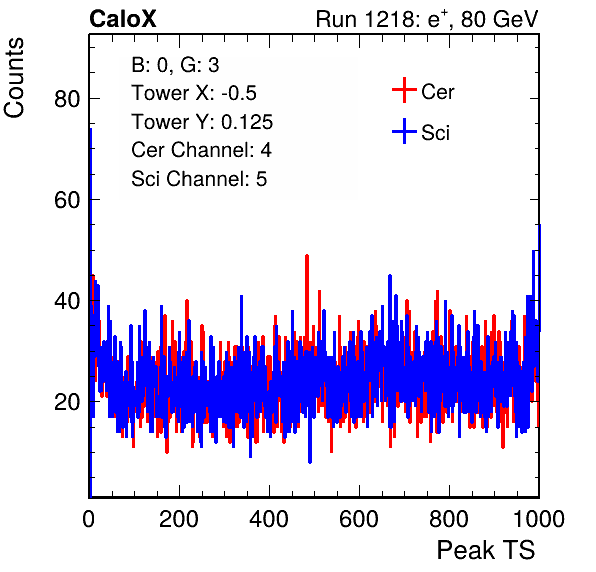 CaloX Run 1218: e⁺, 80 GeV
B: 0, G: 3
Tower X: -0.5
Tower Y: 0.125
Cer Channel: 4
Sci Channel: 5
Cer
Sci
Counts
80
60
40
20
0 200 400 600 800 1000
Peak TS